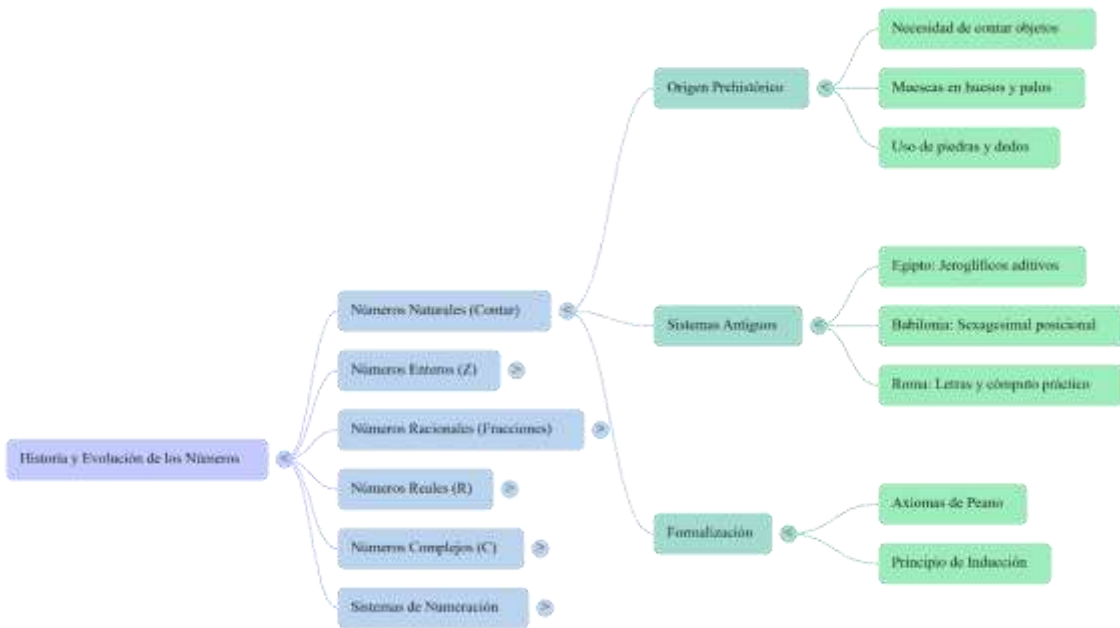 Historia y Evolución de los Números
Números Naturales (Contar)
Origen Prehistórico
Necesidad de contar objetos
Muescas en huesos y palos
Uso de piedras y dedos
Sistemas Antiguos
Egipto: Jeroglíficos aditivos
Babilonia: Sexagesimal posicional
Roma: Letras y cómputo práctico
Formalización
Axiomas de Peano
Principio de Inducción
Números Enteros (Z)
Números Racionales (Fracciones)
Números Reales (R)
Números Complejos (C)
Sistemas de Numeración